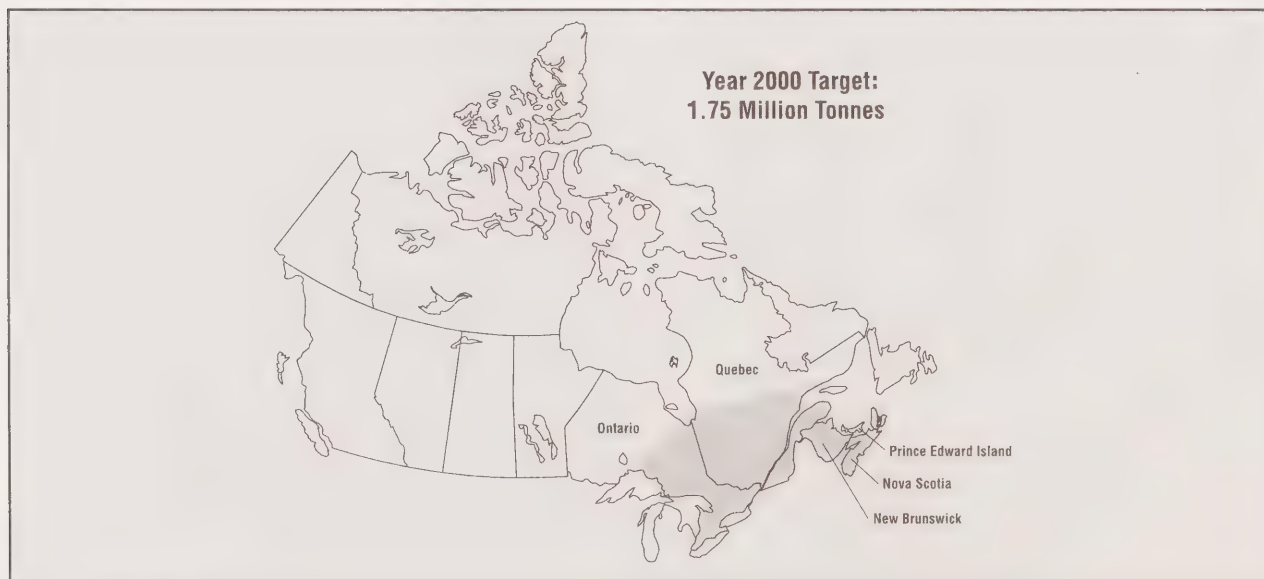 Year 2000 Target:
1.75 Million Tonnes
Quebec
Ontario
Prince Edward Island
Nova Scotia
New Brunswick